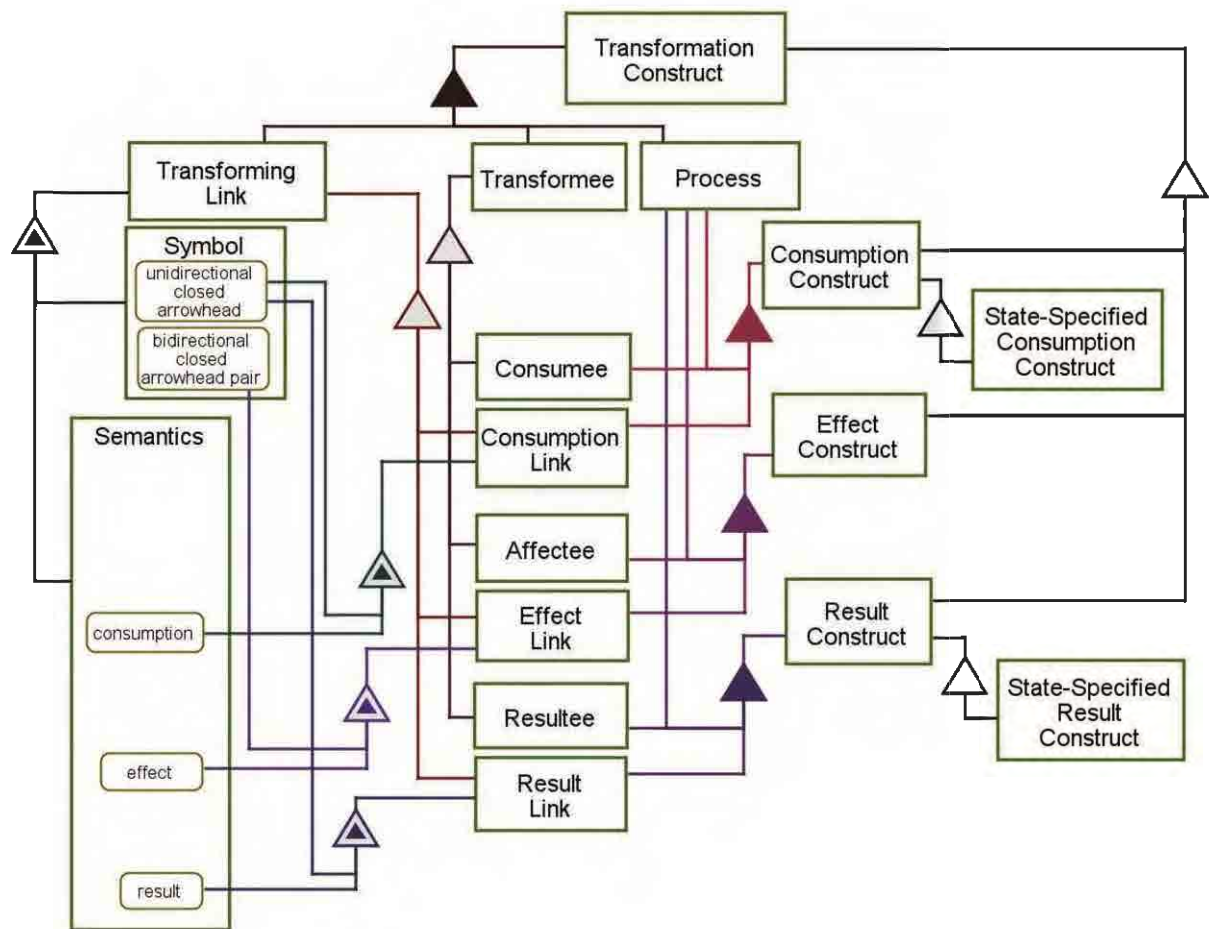 Transformation
Construct
Transforming
Link
Transformee
Process
Symbol
unidirectional
closed
arrowhead
bidirectional
closed
arrowhead pair
Consumption
Construct
State-Specified
Consumption
Construct
Consumee
Consumption
Link
Effect
Construct
Semantics
Affectee
Effect
Link
Result
Construct
consumption
State-Specified
Result
Construct
Resultee
effect
Result
Link
result